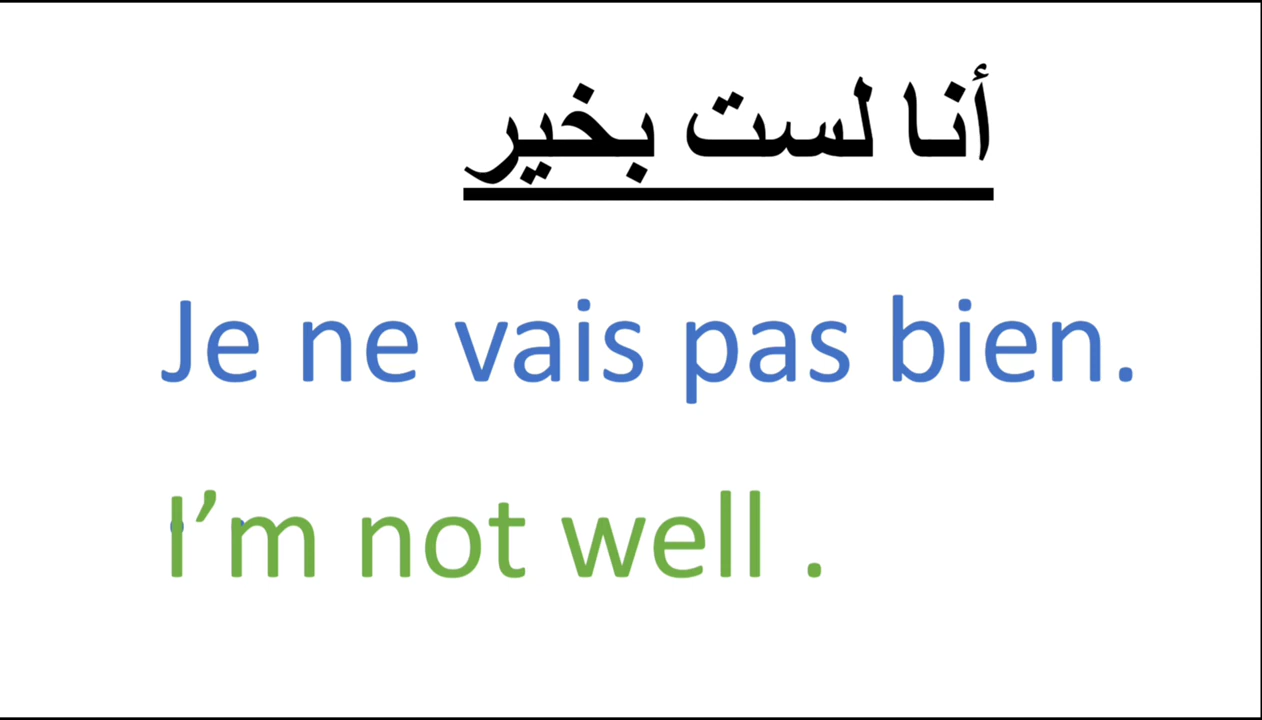 أنا لست بخير
Je ne vais pas bien.
I’m not well .